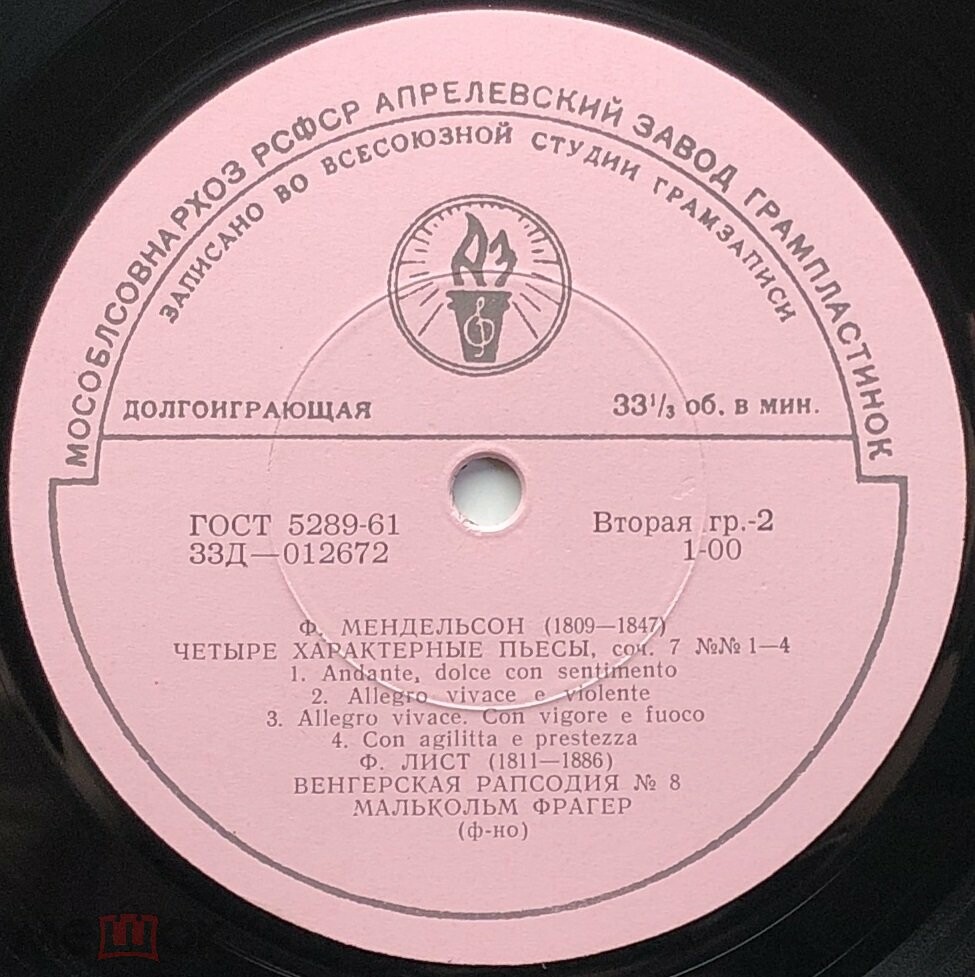 МОСОБЛСОВНАРХОЗ РСФСР АПРЕЛЕВСКИЙ ЗАВОД ГРАМПЛАСТИНОК
ЗАПИСАНО ВО ВСЕСОЮЗНОЙ СТУДИИ ГРАМЗАПИСИ
АЗ
ДОЛГОИГРАЮЩАЯ 33⅓ об. в мин.
ГОСТ 5289-61 Вторая гр.-2
33Д—012672 1-00
Ф. МЕНДЕЛЬСОН (1809—1847)
ЧЕТЫРЕ ХАРАКТЕРНЫЕ ПЬЕСЫ, соч. 7 №№ 1—4
1. Andante, dolce con sentimento
2. Allegro vivace e violente
3. Allegro vivace. Con vigore e fuoco
4. Con agilitta e prestezza
Ф. ЛИСТ (1811—1886)
ВЕНГЕРСКАЯ РАПСОДИЯ № 8
МАЛЬКОЛЬМ ФРАГЕР
(ф-но)